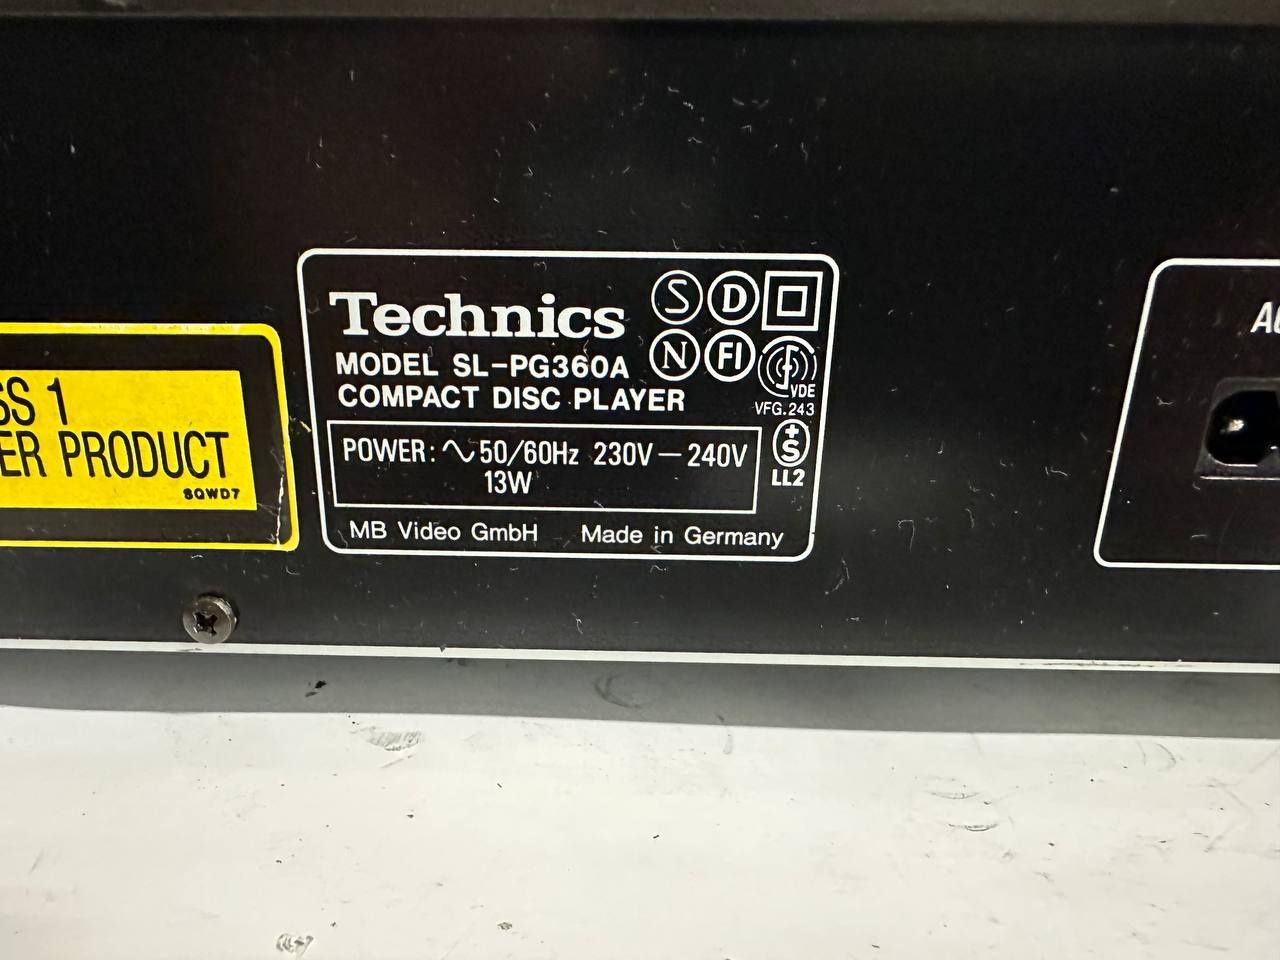 Technics
MODEL SL-PG360A
COMPACT DISC PLAYER
S D
N FI
VDE
VFG.243
+S
LL2
POWER: ∿ 50/60Hz 230V — 240V
13W
MB Video GmbH Made in Germany
SS 1
ER PRODUCT
SQWD7